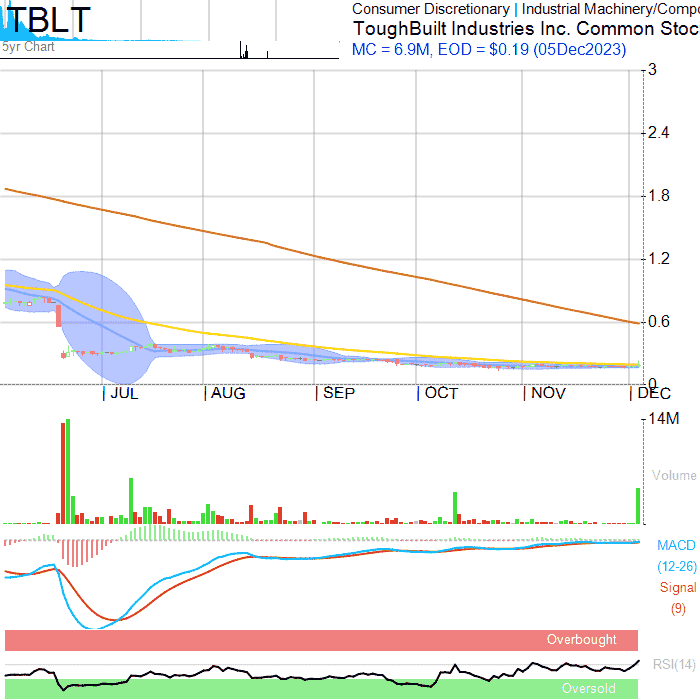 TBLT
5yr Chart
Consumer Discretionary | Industrial Machinery/Compo
ToughBuilt Industries Inc. Common Stoc
MC = 6.9M, EOD = $0.19 (05Dec2023)
3
2.4
1.8
1.2
0.6
0
JUL AUG SEP OCT NOV DEC
14M
Volume
MACD
(12-26)
Signal
(9)
Overbought
RSI(14)
Oversold